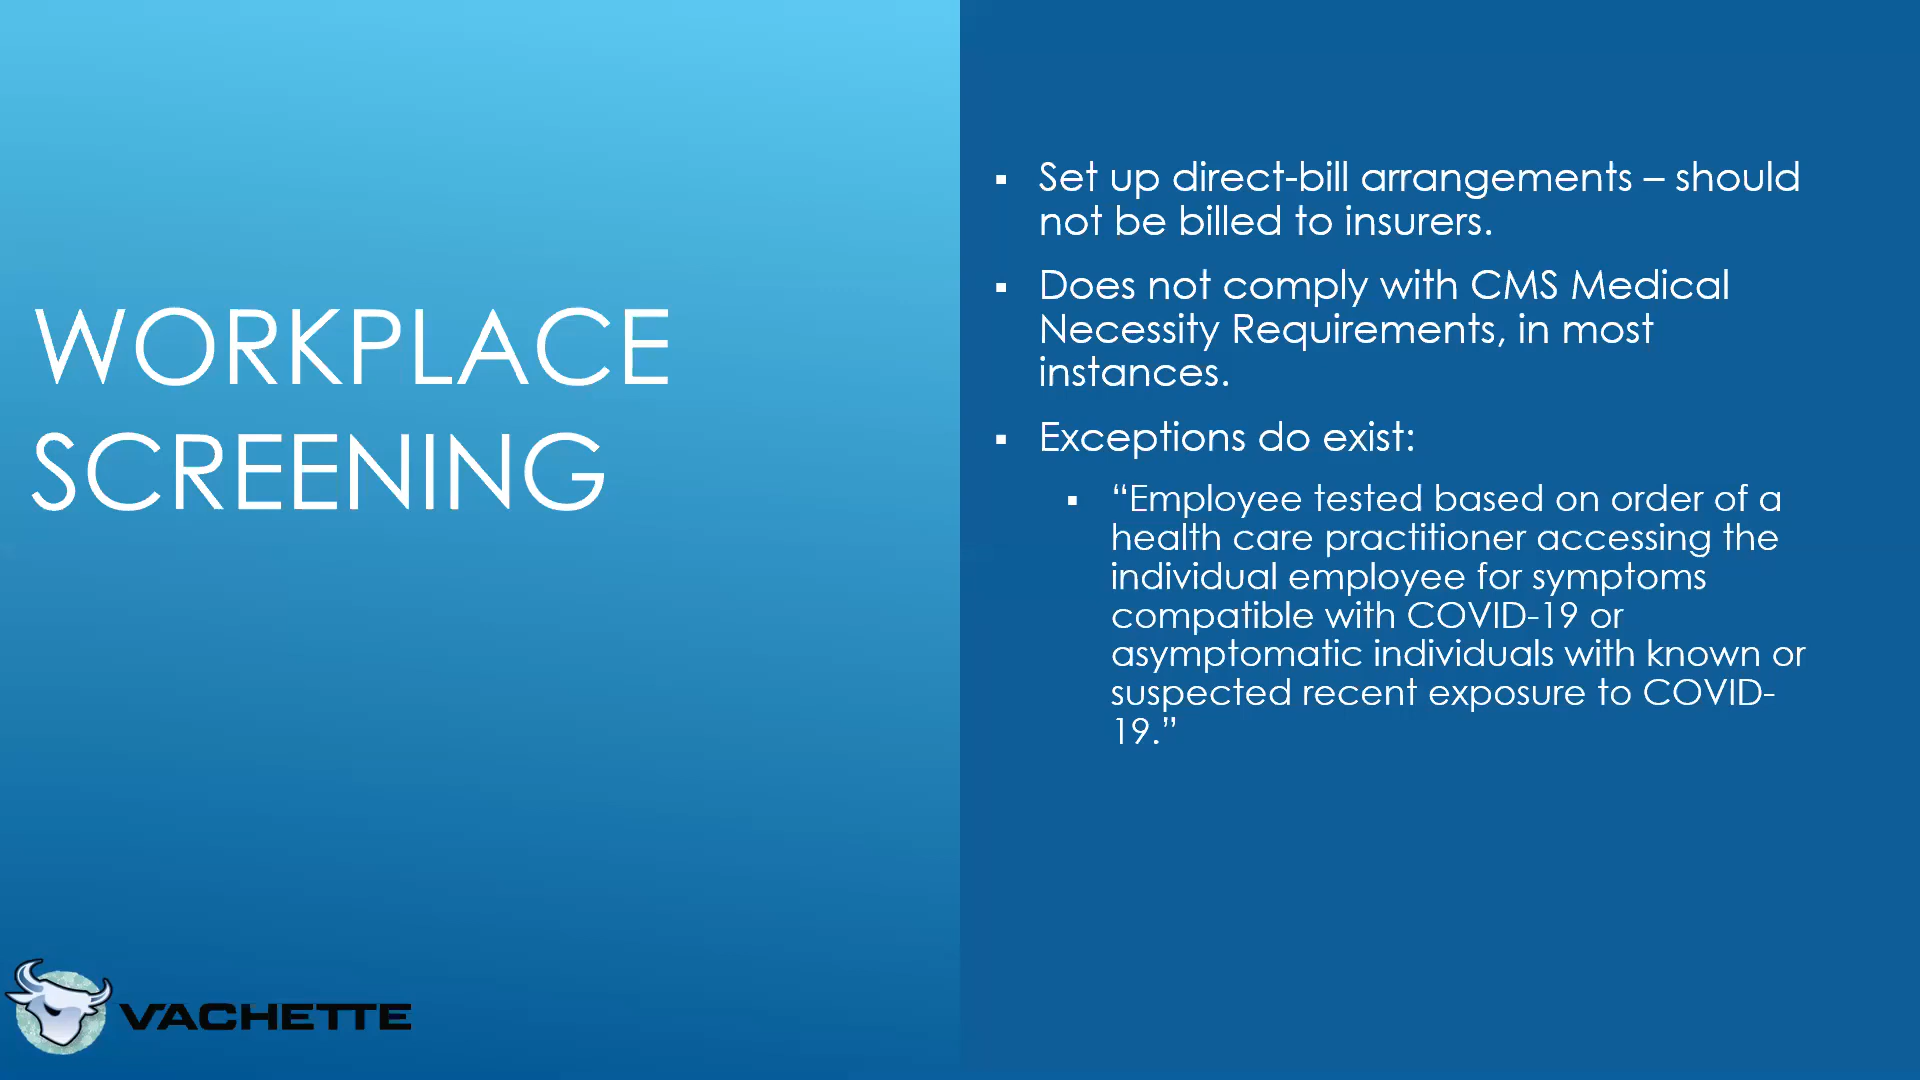 WORKPLACE
SCREENING
▪ Set up direct-bill arrangements – should
not be billed to insurers.
▪ Does not comply with CMS Medical
Necessity Requirements, in most
instances.
▪ Exceptions do exist:
▪ “Employee tested based on order of a
health care practitioner accessing the
individual employee for symptoms
compatible with COVID-19 or
asymptomatic individuals with known or
suspected recent exposure to COVID-
19.”
VACHETTE